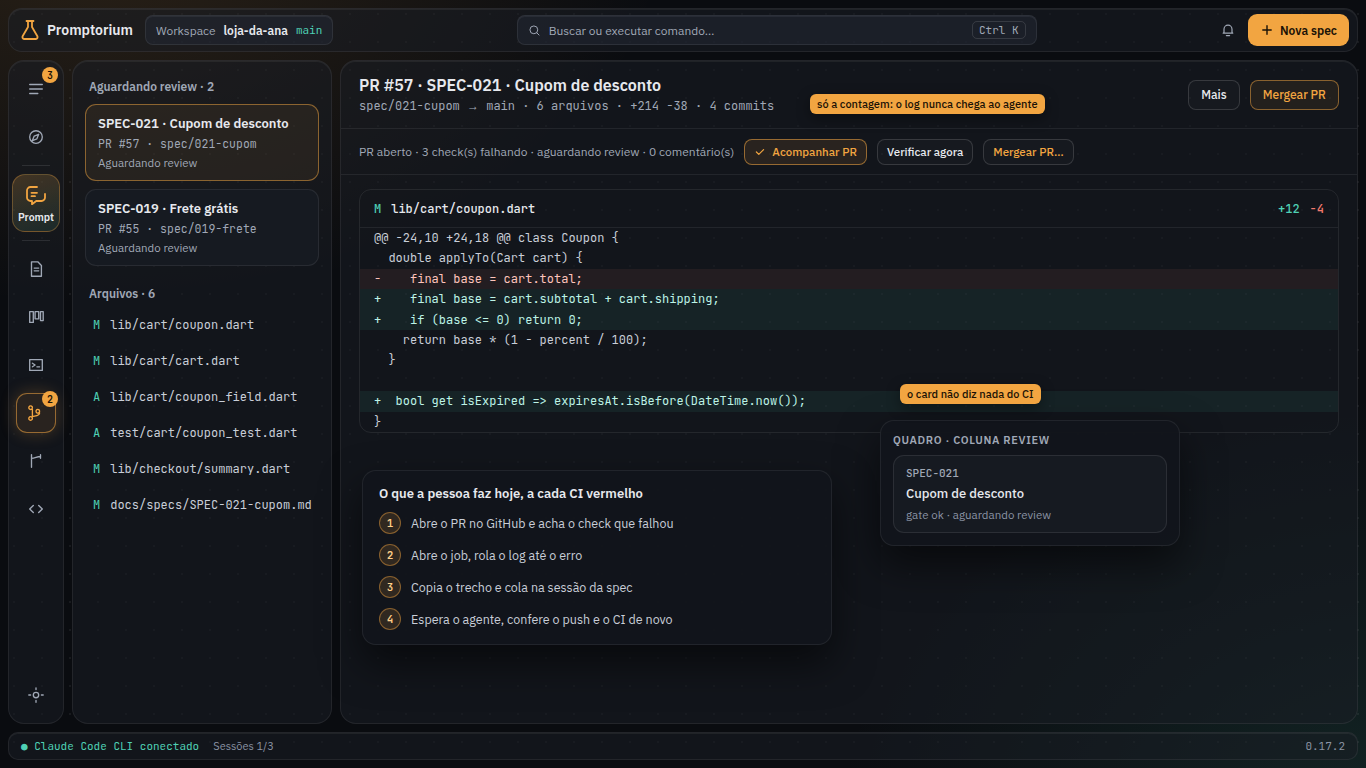 Promptorium
Workspace loja-da-ana main
Buscar ou executar comando...
Ctrl K
Nova spec
3
Prompt
2
Aguardando review · 2
SPEC-021 · Cupom de desconto
PR #57 · spec/021-cupom
Aguardando review
SPEC-019 · Frete grátis
PR #55 · spec/019-frete
Aguardando review
Arquivos · 6
M lib/cart/coupon.dart
M lib/cart/cart.dart
A lib/cart/coupon_field.dart
A test/cart/coupon_test.dart
M lib/checkout/summary.dart
M docs/specs/SPEC-021-cupom.md
PR #57 · SPEC-021 · Cupom de desconto
spec/021-cupom → main · 6 arquivos · +214 -38 · 4 commits
só a contagem: o log nunca chega ao agente
Mais
Mergear PR
PR aberto · 3 check(s) falhando · aguardando review · 0 comentário(s)
Acompanhar PR
Verificar agora
Mergear PR...
M lib/cart/coupon.dart
+12 -4
@@ -24,10 +24,18 @@ class Coupon {
double applyTo(Cart cart) {
- final base = cart.total;
+ final base = cart.subtotal + cart.shipping;
+ if (base <= 0) return 0;
return base * (1 - percent / 100);
}
+ bool get isExpired => expiresAt.isBefore(DateTime.now());
}
o card não diz nada do CI
QUADRO · COLUNA REVIEW
SPEC-021
Cupom de desconto
gate ok · aguardando review
O que a pessoa faz hoje, a cada CI vermelho
1 Abre o PR no GitHub e acha o check que falhou
2 Abre o job, rola o log até o erro
3 Copia o trecho e cola na sessão da spec
4 Espera o agente, confere o push e o CI de novo
Claude Code CLI conectado
Sessões 1/3
0.17.2